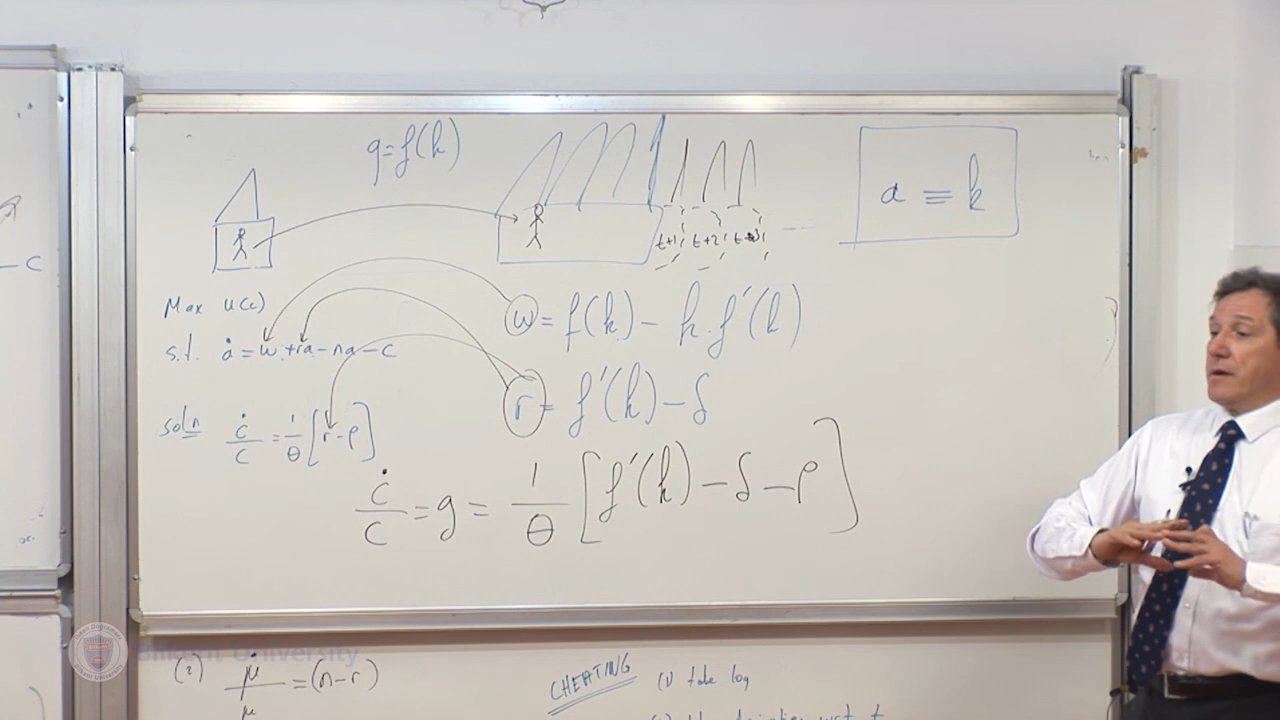 q=f(k)
a ≡ k
t+1 t+2 t+3
Max u(c)
s.t. ȧ = w + ra - na - c
w = f(k) - k.f'(k)
r = f'(k) - δ
soln ċ/c = 1/θ [r-ρ]
ċ/c = g = 1/θ [f'(k) - δ - ρ]
- c
Bilkent University
(2) μ̇/μ = (n-r)
CHEATING (1) take log